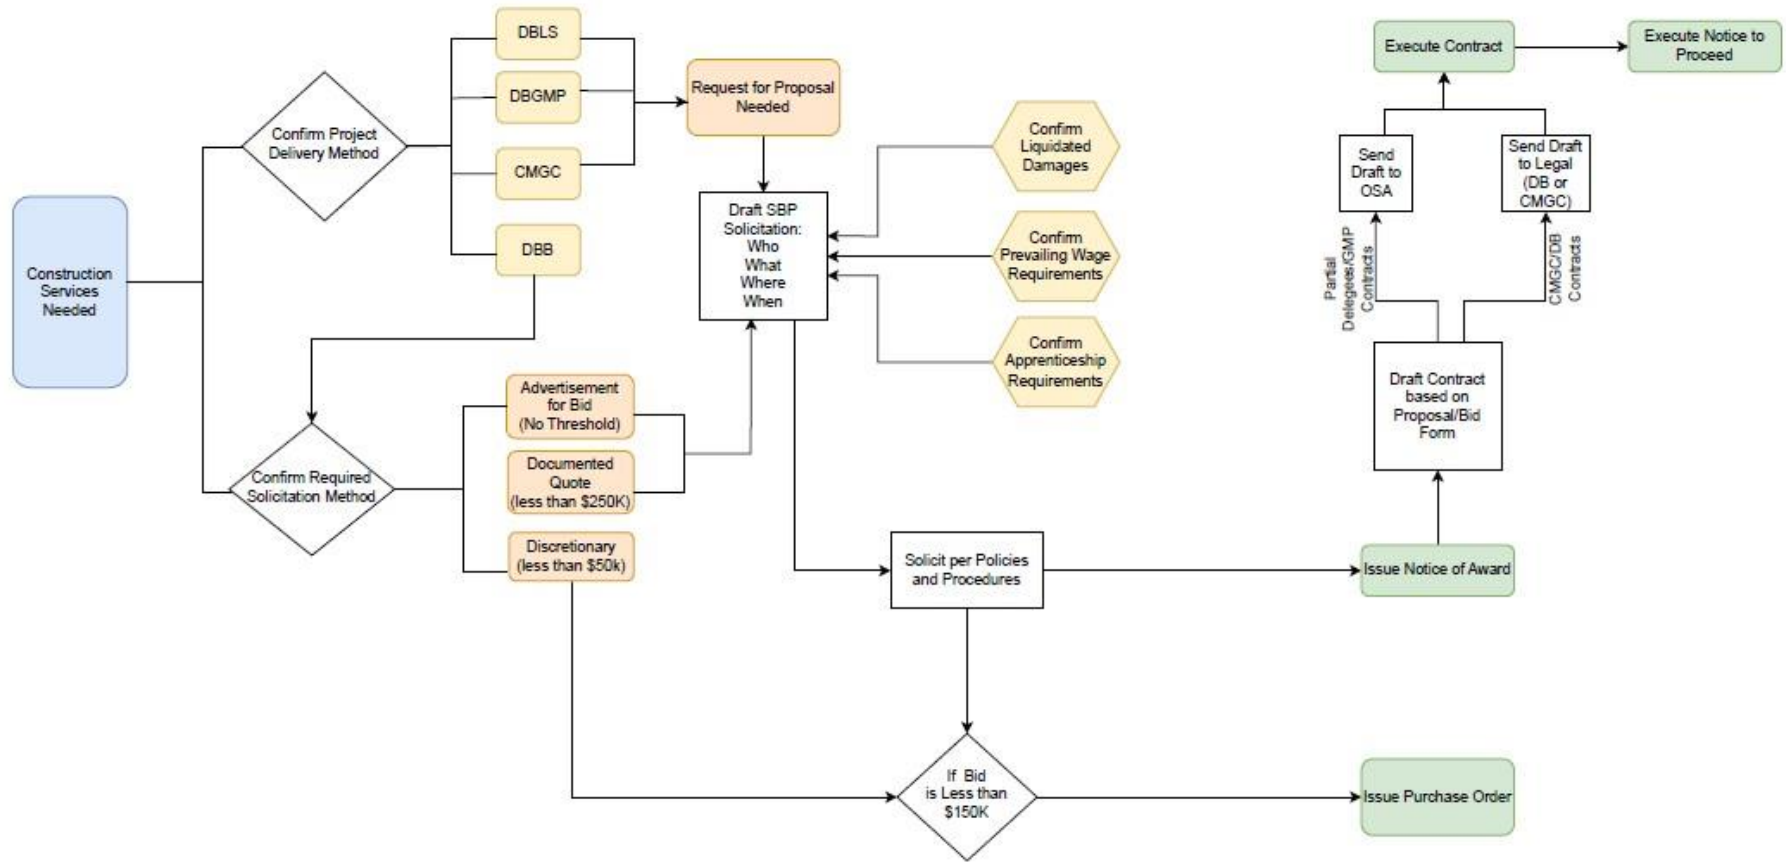 Construction
Services
Needed
Confirm Project
Delivery Method
DBLS
DBGMP
CMGC
DBB
Request for Proposal
Needed
Draft SBP
Solicitation:
Who
What
Where
When
Confirm
Liquidated
Damages
Confirm
Prevailing Wage
Requirements
Confirm
Apprenticeship
Requirements
Confirm Required
Solicitation Method
Advertisement
for Bid
(No Threshold)
Documented
Quote
(less than $250K)
Discretionary
(less than $50k)
Solicit per Policies
and Procedures
If Bid
is Less than
$150K
Issue Purchase Order
Issue Notice of Award
Draft Contract
based on
Proposal/Bid
Form
Partial
Delegees/GMP
Contracts
CMGC/DB
Contracts
Send
Draft to
OSA
Send Draft
to Legal
(DB or
CMGC)
Execute Contract
Execute Notice to
Proceed